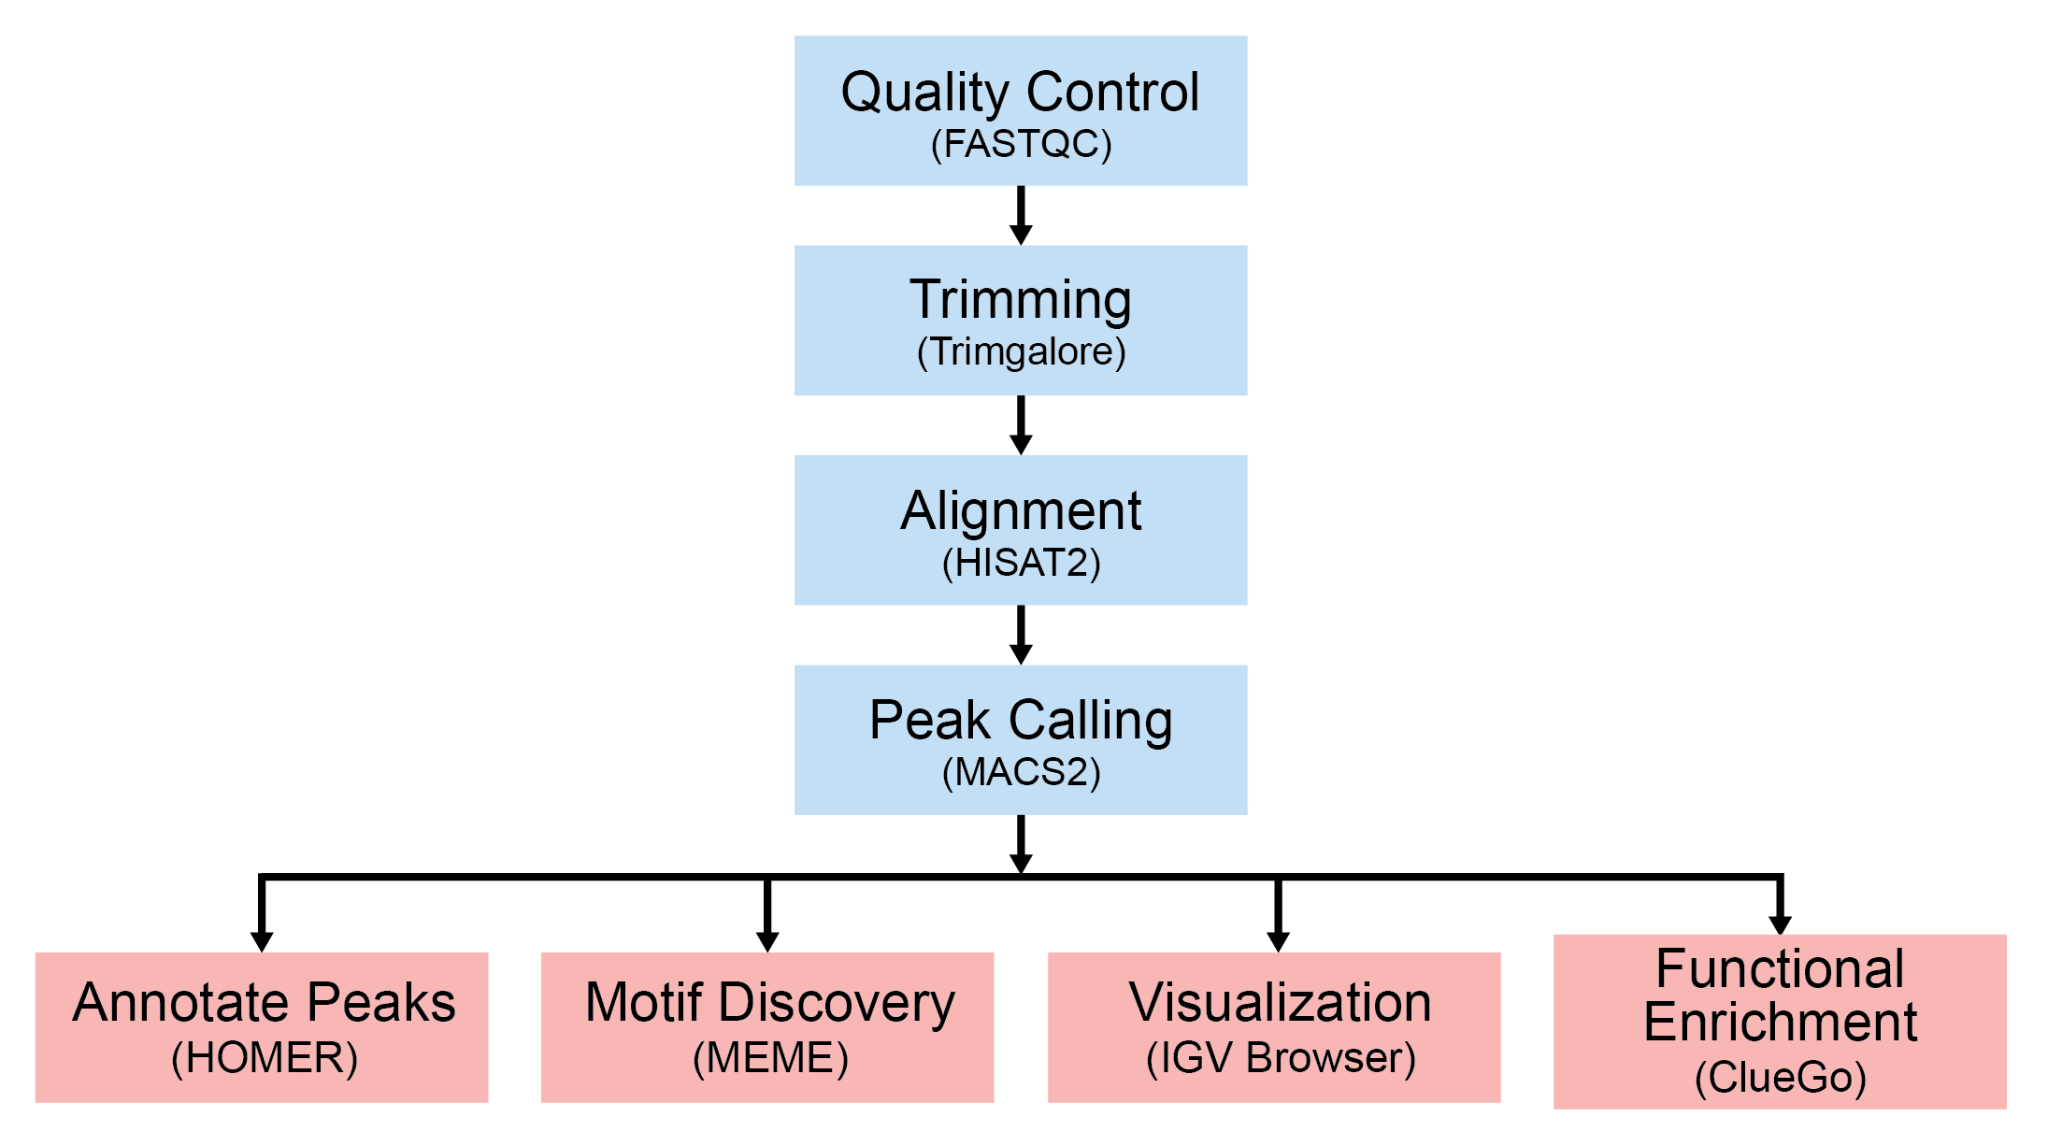 Quality Control
(FASTQC)
Trimming
(Trimgalore)
Alignment
(HISAT2)
Peak Calling
(MACS2)
Annotate Peaks
(HOMER)
Motif Discovery
(MEME)
Visualization
(IGV Browser)
Functional
Enrichment
(ClueGo)